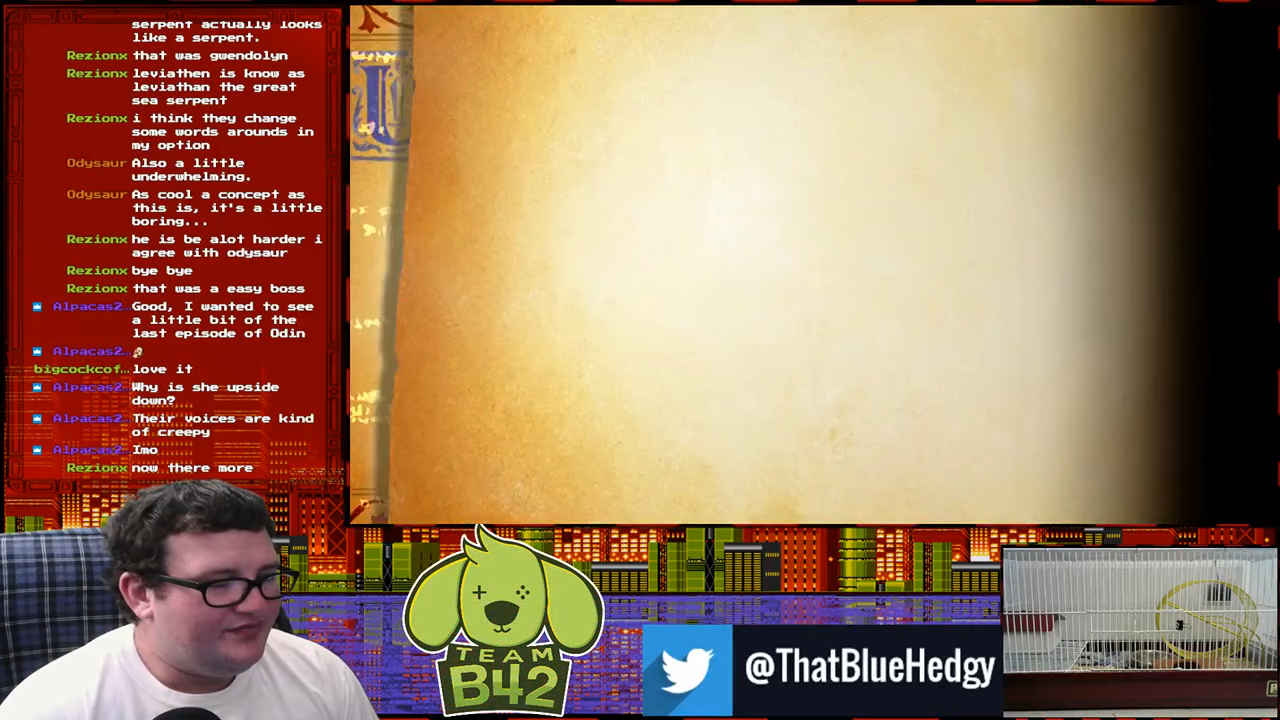 serpent actually looks
like a serpent.
Rezionx that was gwendolyn
Rezionx leviathen is know as
leviathan the great
sea serpent
Rezionx i think they change
some words arounds in
my option
Odysaur Also a little
underwhelming.
Odysaur As cool a concept as
this is, it's a little
boring...
Rezionx he is be alot harder i
agree with odysaur
Rezionx bye bye
Rezionx that was a easy boss
Alpacas2… Good, I wanted to see
a little bit of the
last episode of Odin
Alpacas2…
bigcockcof… love it
Alpacas2… Why is she upside
down?
Alpacas2… Their voices are kind
of creepy
Alpacas2… Imo
Rezionx now there more
TEAM
B42
@ThatBlueHedgy